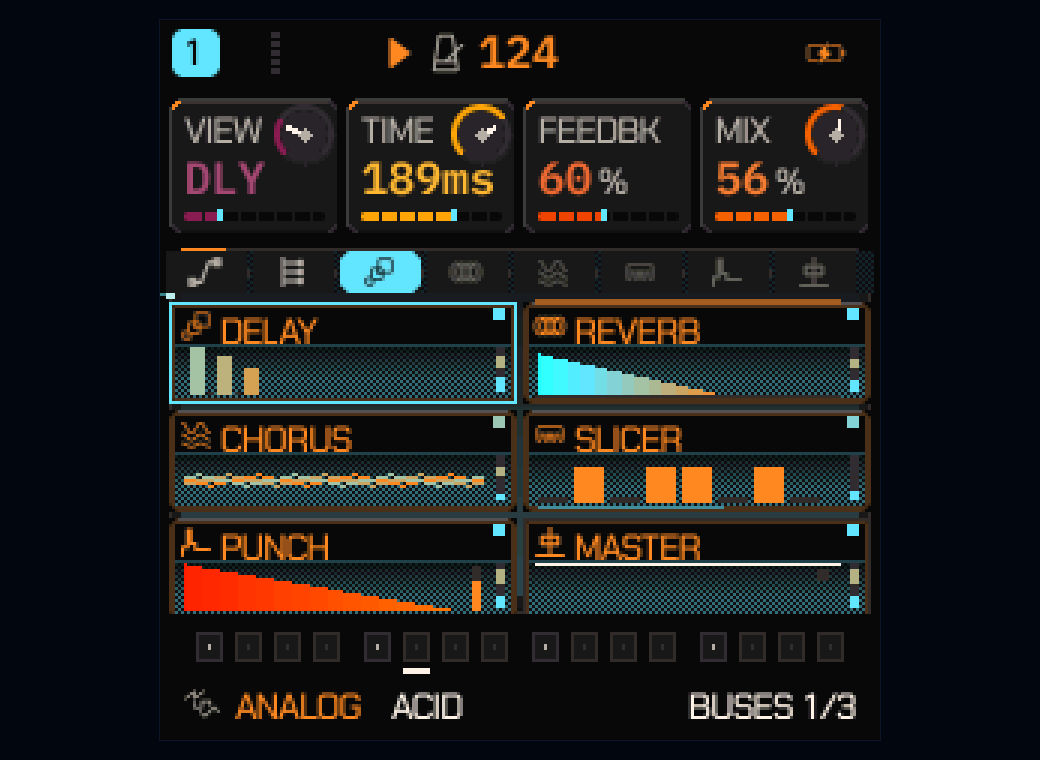 1 124
VIEW TIME FEEDBK MIX
DLY 189ms 60% 56%
DELAY REVERB
CHORUS SLICER
PUNCH MASTER
ANALOG ACID BUSES 1/3